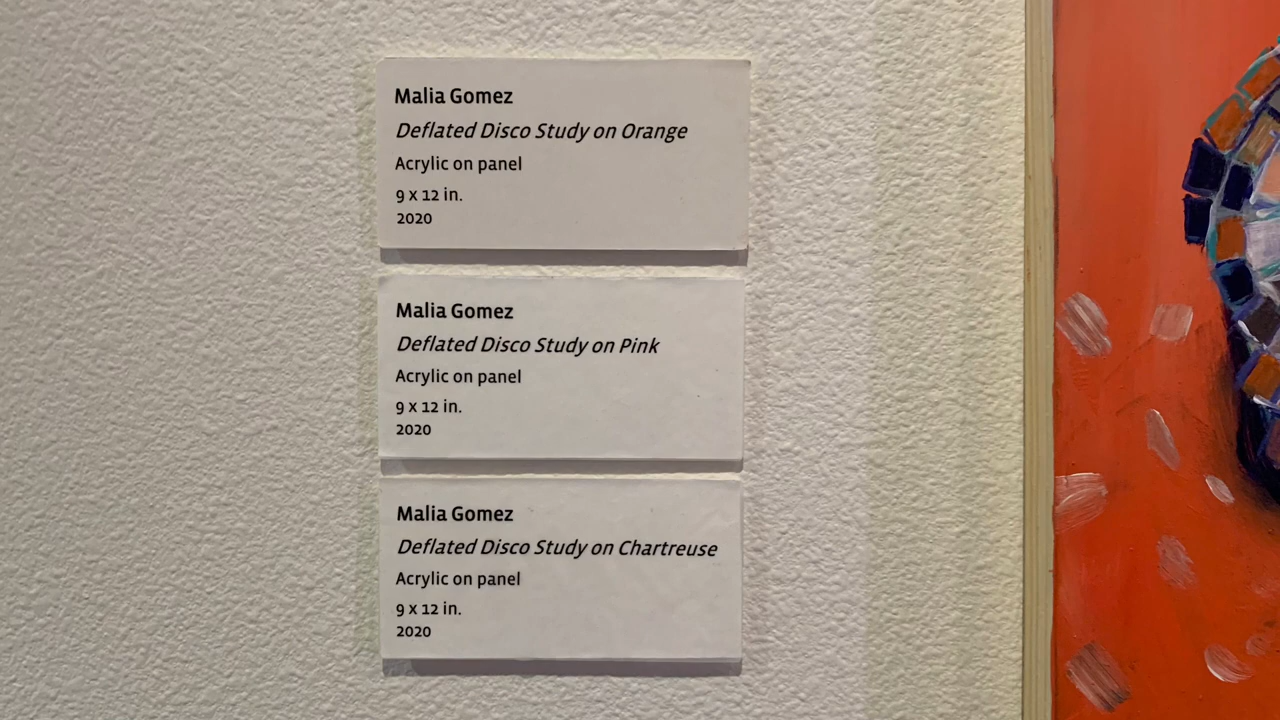 Malia Gomez
Deflated Disco Study on Orange
Acrylic on panel
9 x 12 in.
2020
Malia Gomez
Deflated Disco Study on Pink
Acrylic on panel
9 x 12 in.
2020
Malia Gomez
Deflated Disco Study on Chartreuse
Acrylic on panel
9 x 12 in.
2020